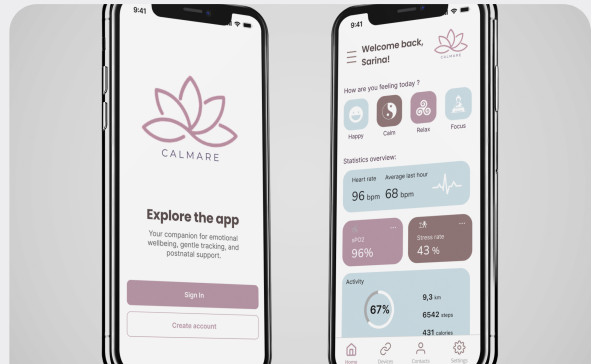 9:41
CALMARE
Explore the app
Your companion for emotional
wellbeing, gentle tracking, and
postnatal support.
Sign In
Create account
9:41
Welcome back,
Sarina!
CALMARE
How are you feeling today ?
Happy
Calm
Relax
Focus
Statistics overview:
Heart rate
Average last hour
96 bpm
68 bpm
sPO2
96%
Stress rate
43 %
Activity
67%
9,3 km
6542 steps
431 calories
Home
Devices
Contacts
Settings